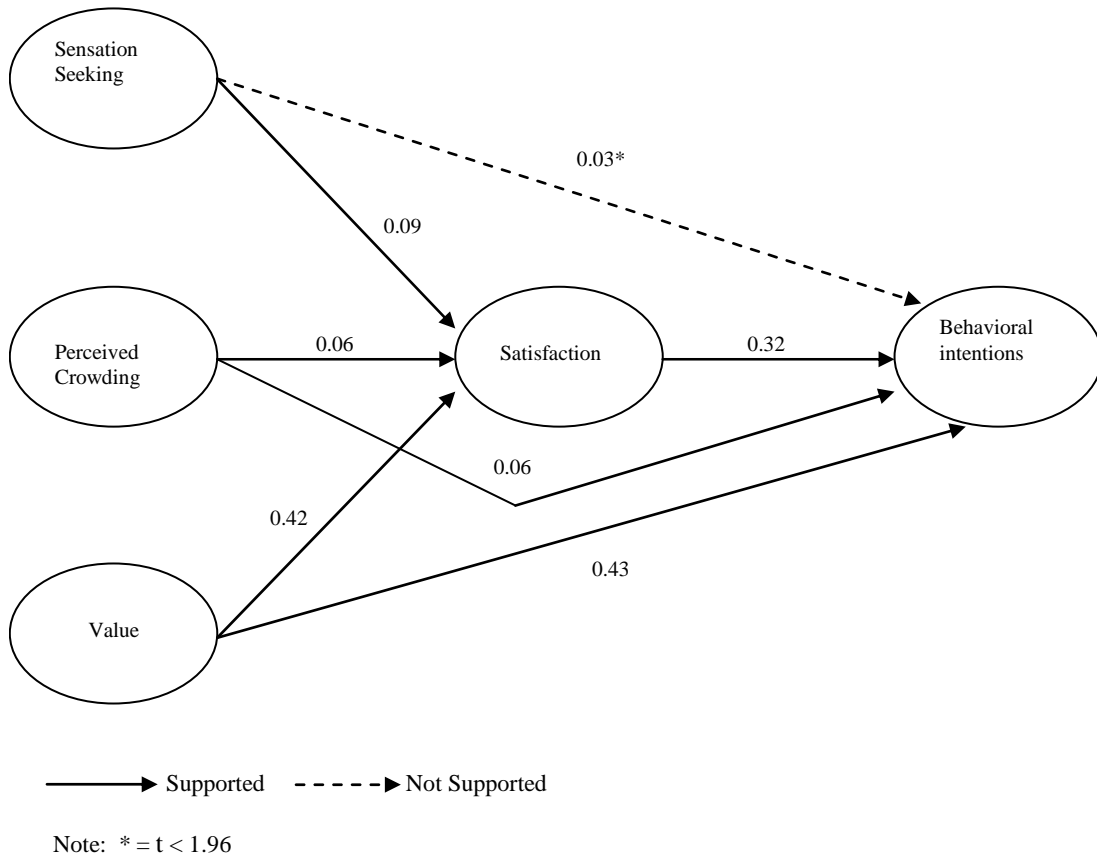 Sensation
Seeking
0.03*
0.09
Perceived
Crowding
0.06
Satisfaction
0.32
Behavioral
intentions
0.06
0.42
0.43
Value
Supported
Not Supported
Note: * = t < 1.96